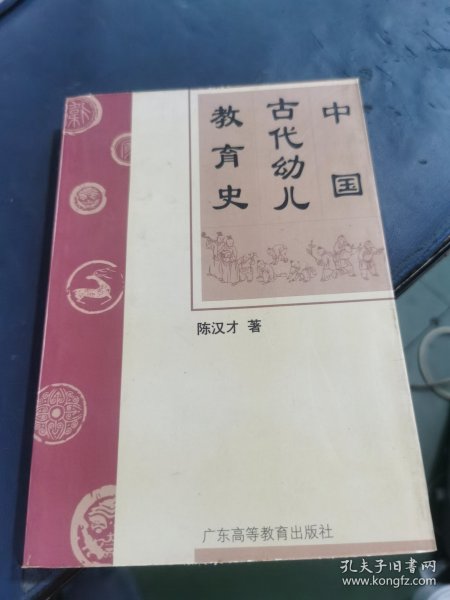 中国
古代幼儿
教育史
陈汉才 著
广东高等教育出版社
孔夫子旧书网
www.kongfz.com